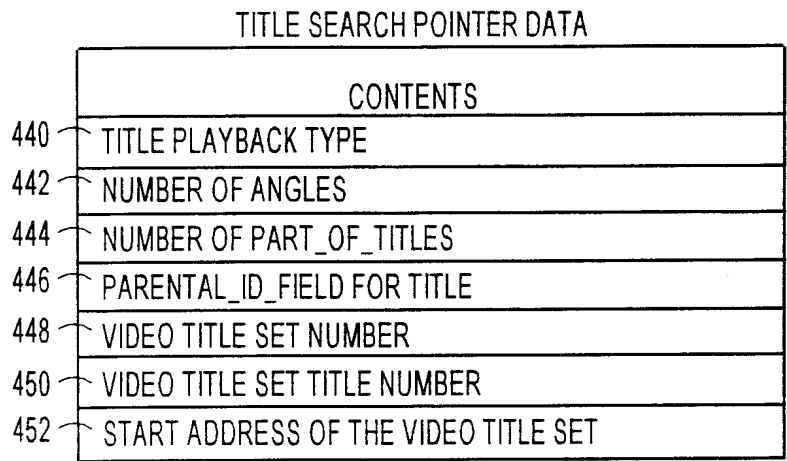 TITLE SEARCH POINTER DATA
CONTENTS
440 TITLE PLAYBACK TYPE
442 NUMBER OF ANGLES
444 NUMBER OF PART_OF_TITLES
446 PARENTAL_ID_FIELD FOR TITLE
448 VIDEO TITLE SET NUMBER
450 VIDEO TITLE SET TITLE NUMBER
452 START ADDRESS OF THE VIDEO TITLE SET